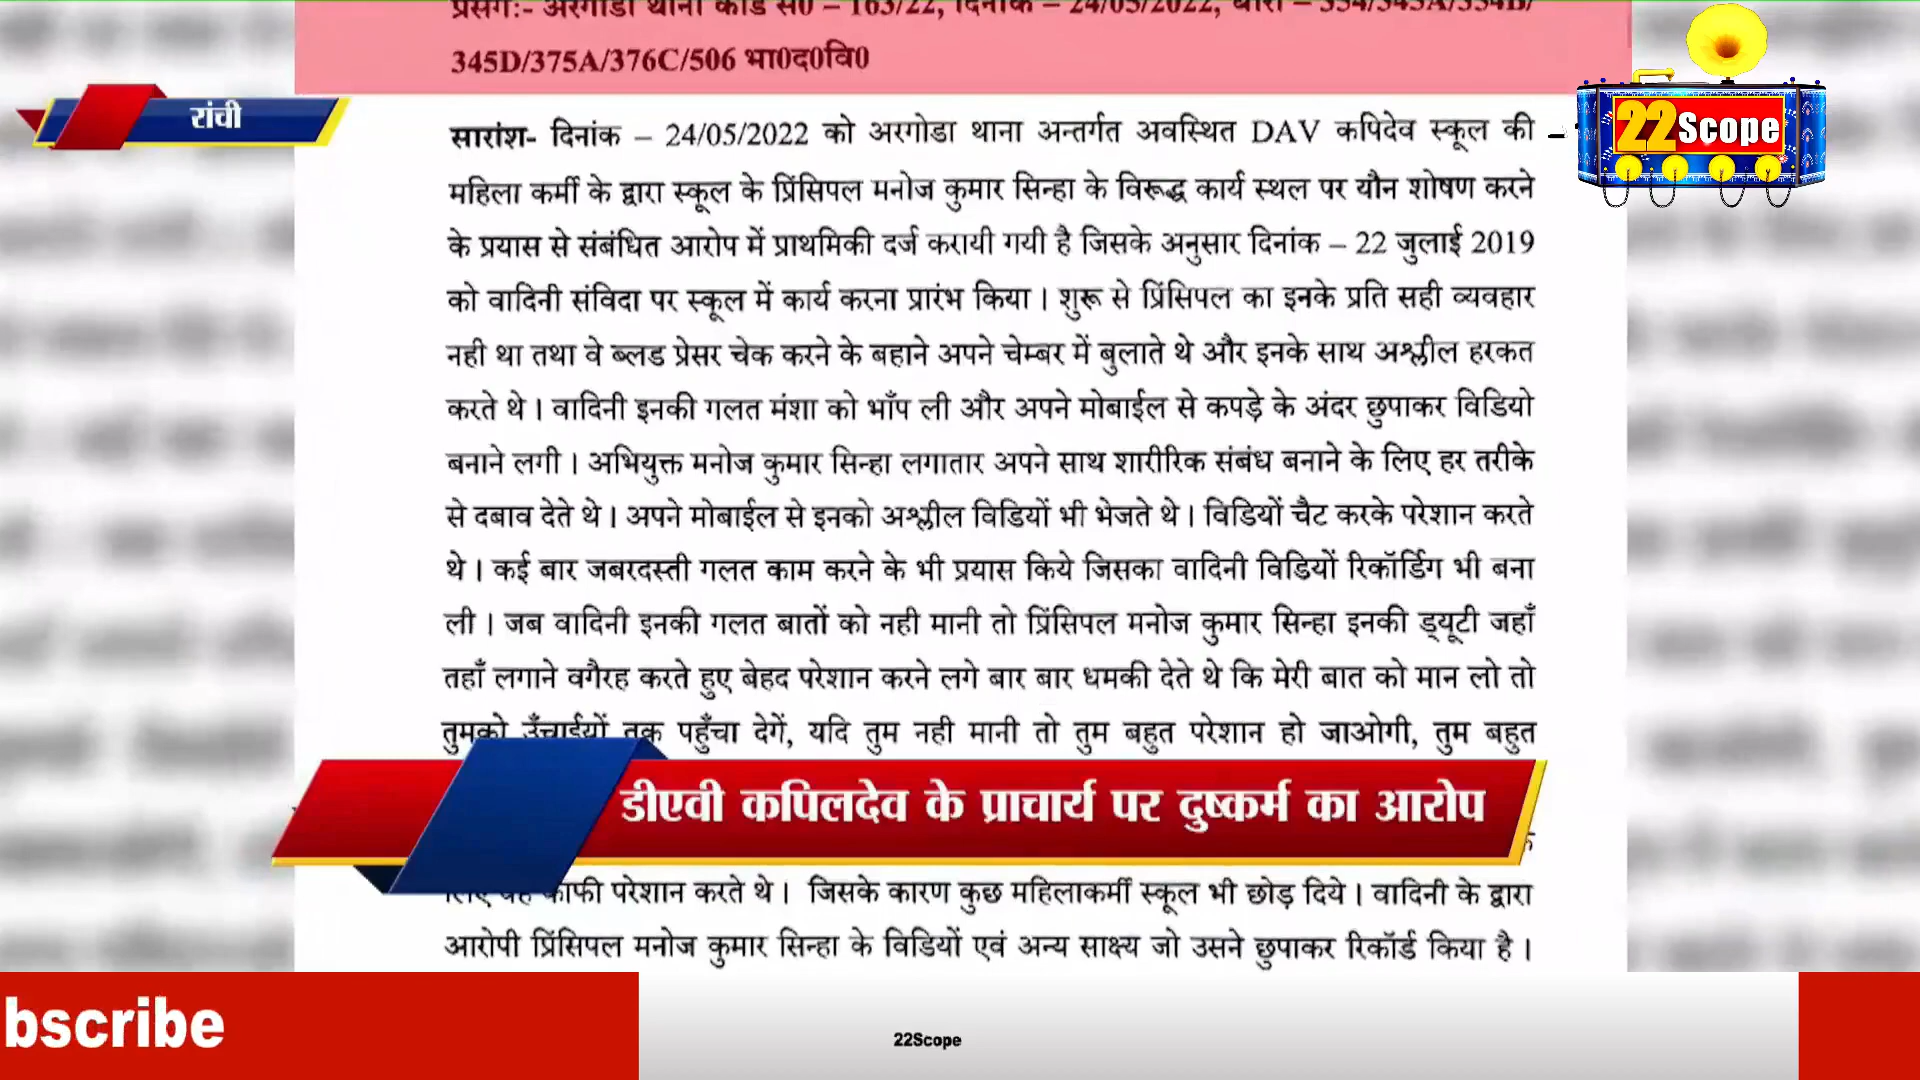 प्रसंग:- अरगोडा थाना कांड सं0 – 163/22, दिनांक – 24/05/2022, धारा – 354/345A/354B/
345D/375A/376C/506 भा0द0वि0
रांची
22Scope
सारांश- दिनांक – 24/05/2022 को अरगोडा थाना अन्तर्गत अवस्थित DAV कपिदेव स्कूल की
महिला कर्मी के द्वारा स्कूल के प्रिंसिपल मनोज कुमार सिन्हा के विरूद्ध कार्य स्थल पर यौन शोषण करने
के प्रयास से संबंधित आरोप में प्राथमिकी दर्ज करायी गयी है जिसके अनुसार दिनांक – 22 जुलाई 2019
को वादिनी संविदा पर स्कूल में कार्य करना प्रारंभ किया। शुरू से प्रिंसिपल का इनके प्रति सही व्यवहार
नही था तथा वे ब्लड प्रेसर चेक करने के बहाने अपने चेम्बर में बुलाते थे और इनके साथ अश्लील हरकत
करते थे। वादिनी इनकी गलत मंशा को भाँप ली और अपने मोबाईल से कपड़े के अंदर छुपाकर विडियो
बनाने लगी। अभियुक्त मनोज कुमार सिन्हा लगातार अपने साथ शारीरिक संबंध बनाने के लिए हर तरीके
से दबाव देते थे। अपने मोबाईल से इनको अश्लील विडियों भी भेजते थे। विडियों चैट करके परेशान करते
थे। कई बार जबरदस्ती गलत काम करने के भी प्रयास किये जिसका वादिनी विडियों रिकॉर्डिग भी बना
ली। जब वादिनी इनकी गलत बातों को नही मानी तो प्रिंसिपल मनोज कुमार सिन्हा इनकी ड्यूटी जहाँ
तहाँ लगाने वगैरह करते हुए बेहद परेशान करने लगे बार बार धमकी देते थे कि मेरी बात को मान लो तो
तुमको उँचाईयों तक पहुँचा देगें, यदि तुम नही मानी तो तुम बहुत परेशान हो जाओगी, तुम बहुत
डीएवी कपिलदेव के प्राचार्य पर दुष्कर्म का आरोप
लिए वह काफी परेशान करते थे। जिसके कारण कुछ महिलाकर्मी स्कूल भी छोड़ दिये। वादिनी के द्वारा
आरोपी प्रिंसिपल मनोज कुमार सिन्हा के विडियों एवं अन्य साक्ष्य जो उसने छुपाकर रिकॉर्ड किया है।
bscribe
22Scope